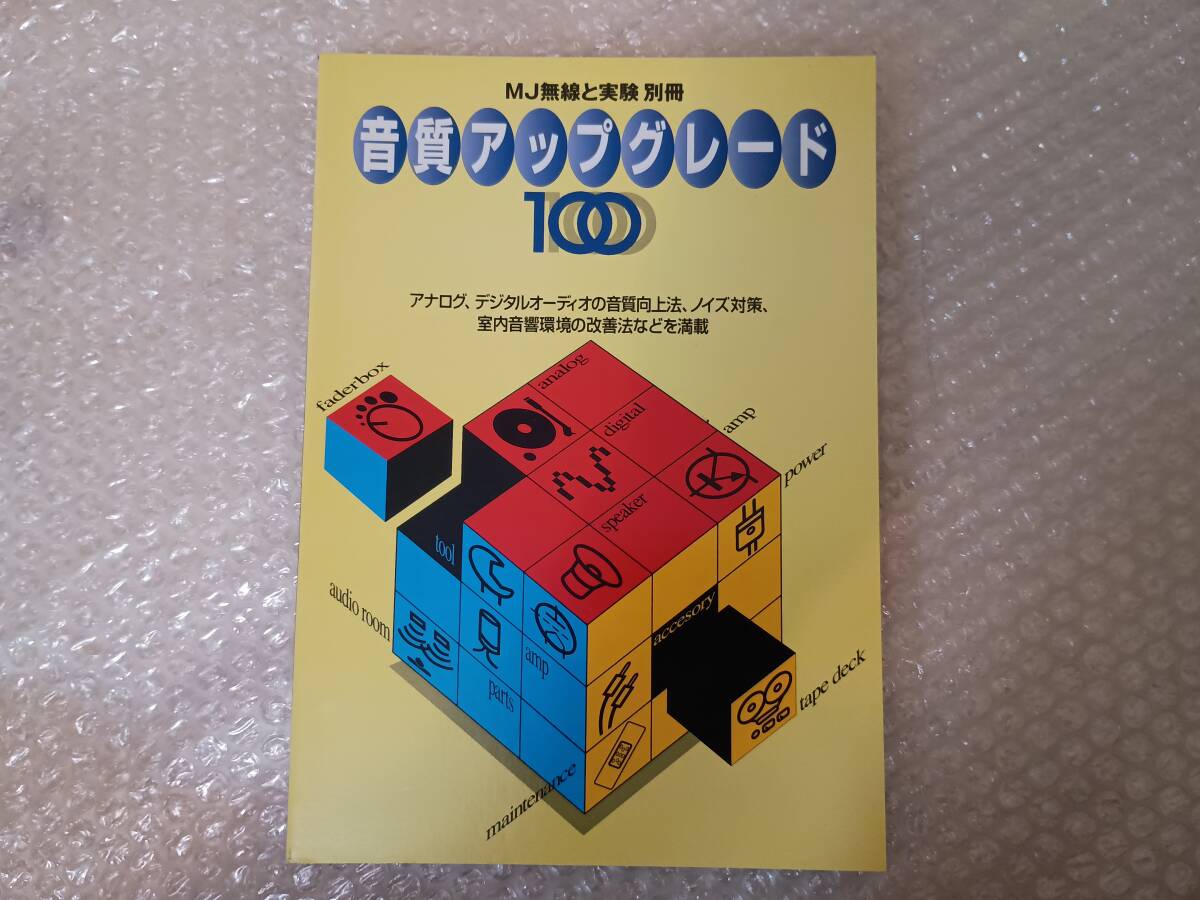 MJ無線と実験 別冊
音質アップグレード
100
アナログ、デジタルオーディオの音質向上法、ノイズ対策、
室内音響環境の改善法などを満載
faderbox
analog
digital
amp
speaker
power
tool
audio room
amp
parts
accesory
tape deck
maintenance